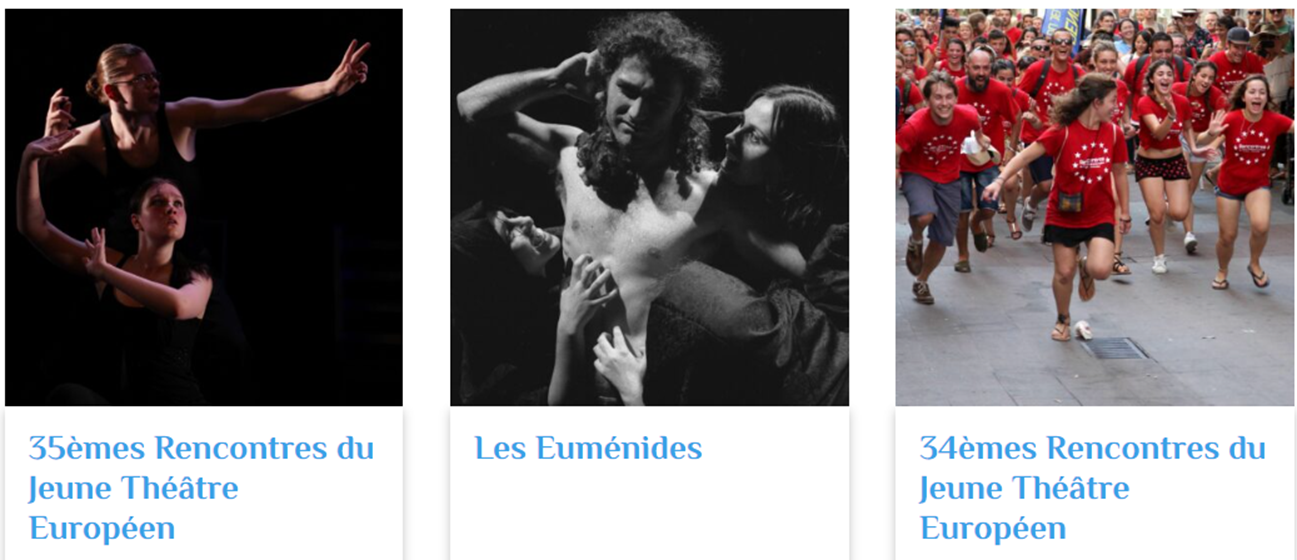 35èmes Rencontres du
Jeune Théâtre
Européen
Les Euménides
34èmes Rencontres du
Jeune Théâtre
Européen